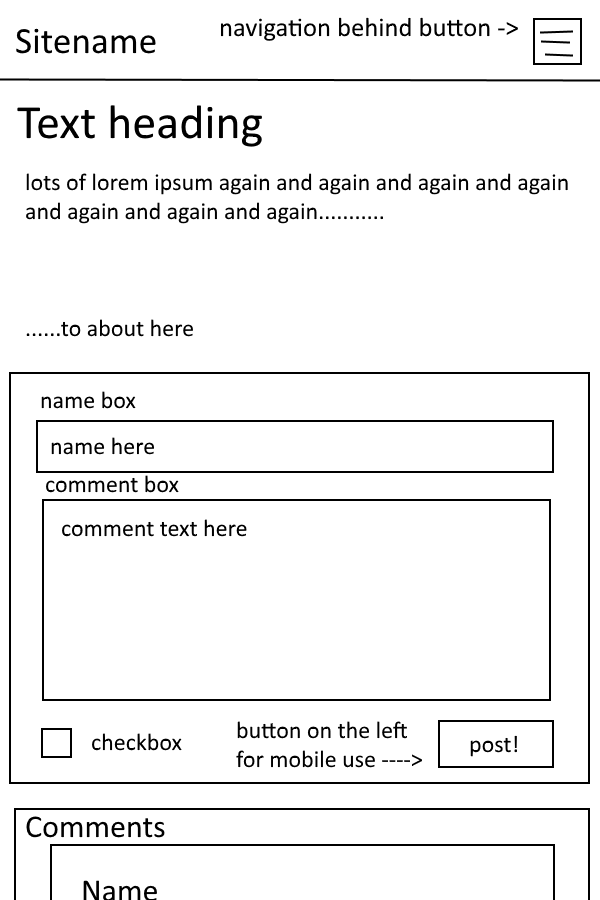 Sitename
navigation behind button ->
Text heading
lots of lorem ipsum again and again and again and again
and again and again and again...........
......to about here
name box
name here
comment box
comment text here
checkbox
button on the left
for mobile use ---->
post!
Comments
Name